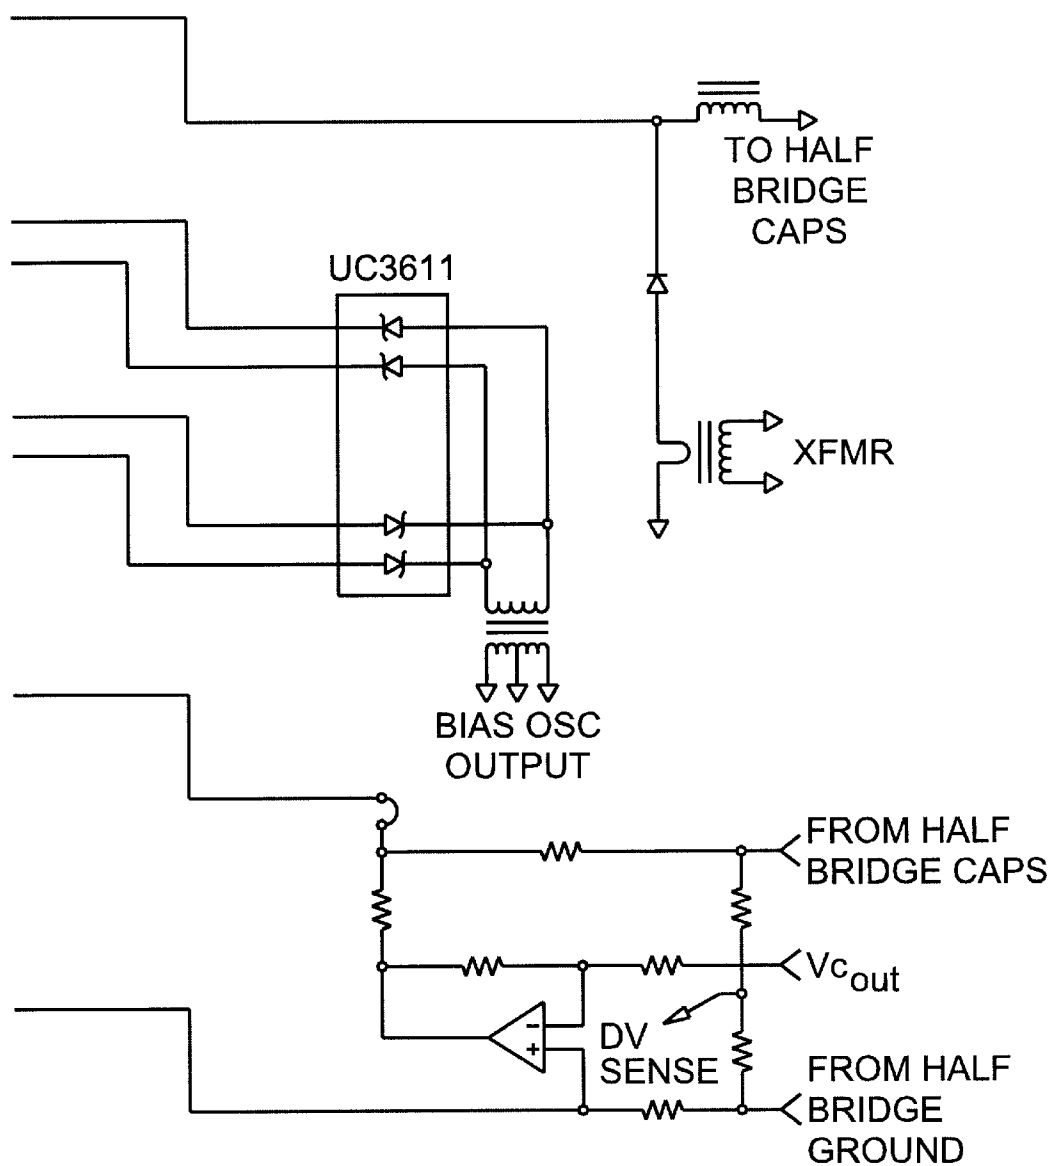 TO HALF
BRIDGE
CAPS
UC3611
XFMR
BIAS OSC
OUTPUT
FROM HALF
BRIDGE CAPS
Vcout
DV
SENSE
FROM HALF
BRIDGE
GROUND